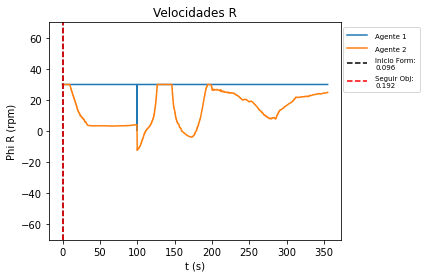 Velocidades R
60
40
20
0
−20
−40
−60
Phi R (rpm)
0
50
100
150
200
250
300
350
t (s)
Agente 1
Agente 2
Inicio Form:
0.096
Seguir Obj:
0.192